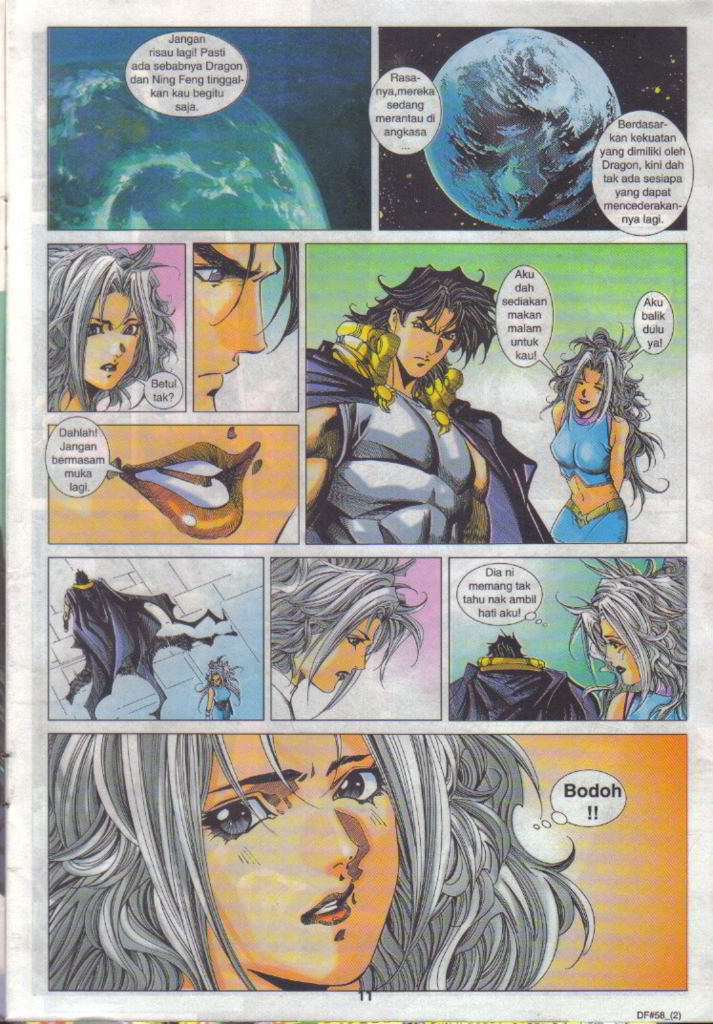 Jangan
risau lagi! Pasti
ada sebabnya Dragon
dan Ning Feng tinggal-
kan kau begitu
saja.
Rasa-
nya,mereka
sedang
merantau di
angkasa
...
Berdasar-
kan kekuatan
yang dimiliki oleh
Dragon, kini dah
tak ada sesiapa
yang dapat
mencederakan-
nya lagi.
Betul
tak?
Aku
dah
sediakan
makan
malam
untuk
kau!
Aku
balik
dulu
ya!
Dahlah!
Jangan
bermasam
muka
lagi.
Dia ni
memang tak
tahu nak ambil
hati aku!
Bodoh
!!
11
DF#58_(2)